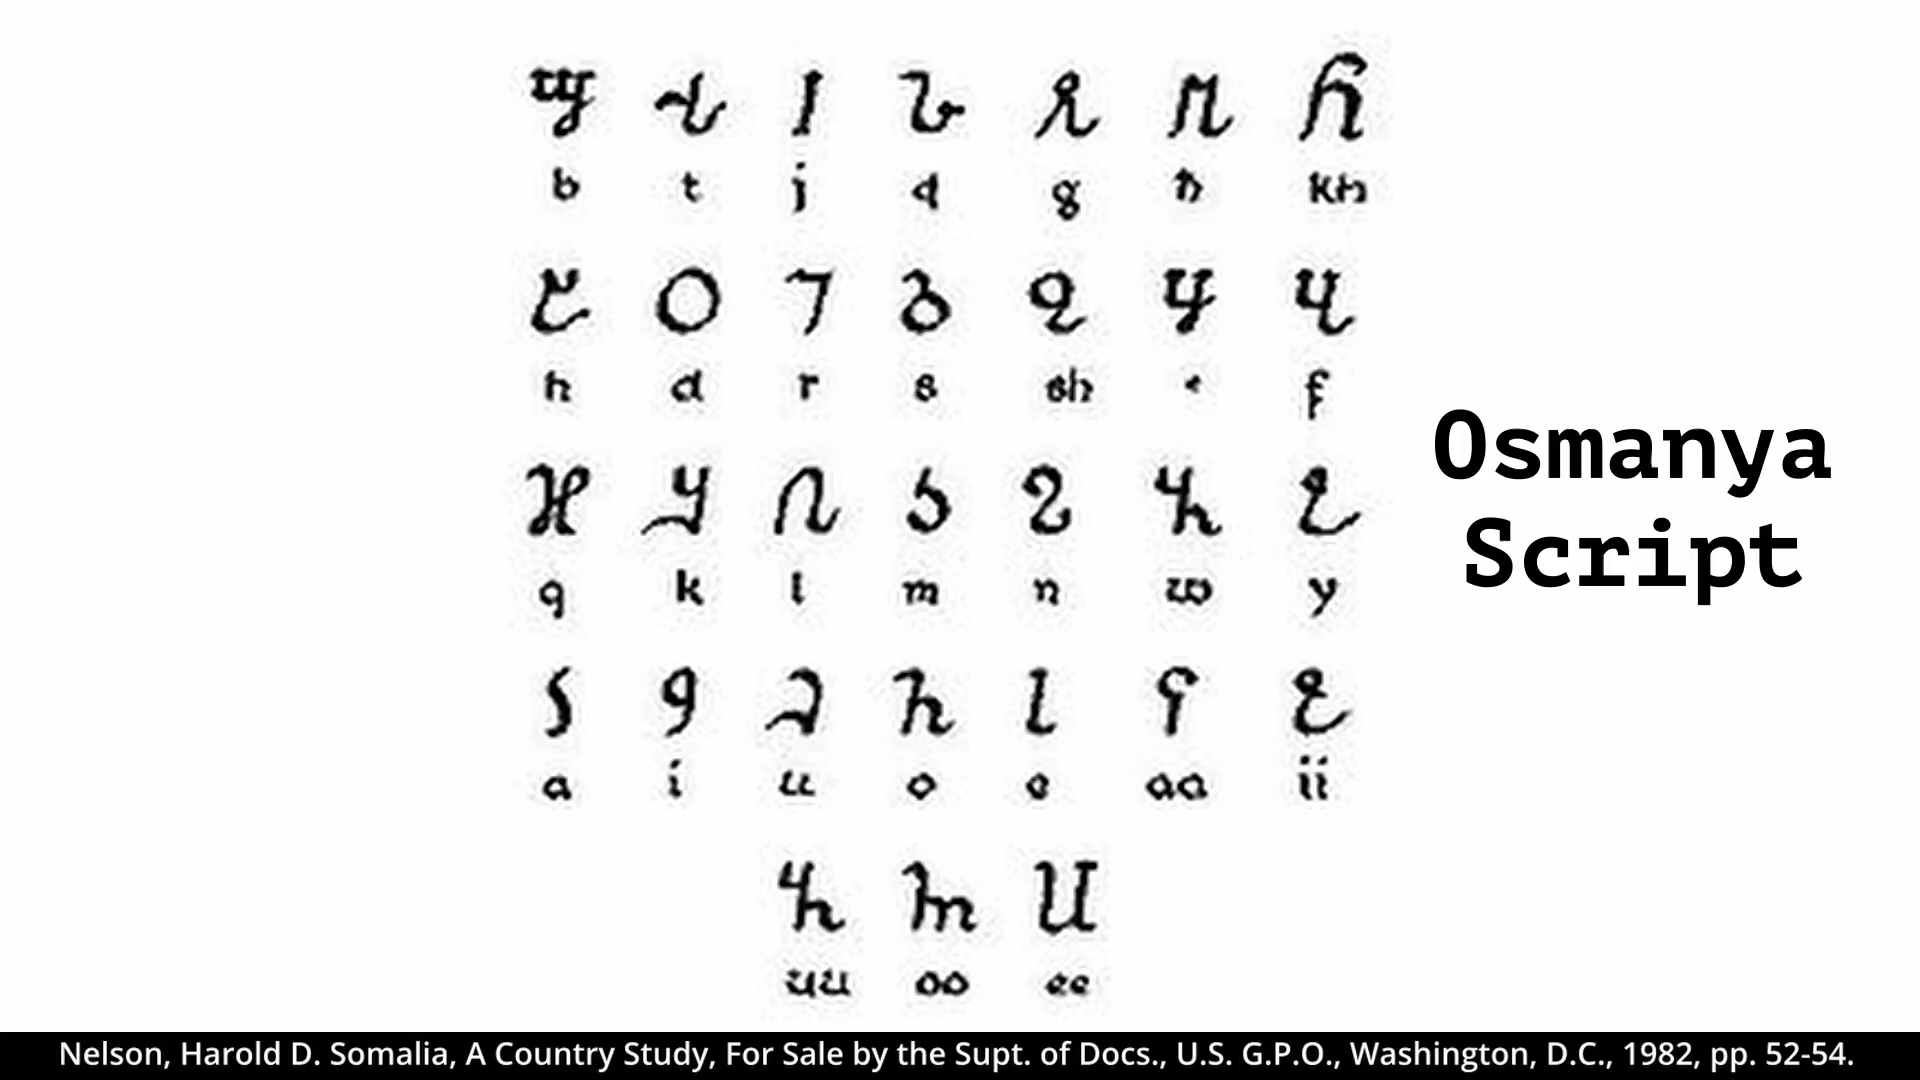 𐒁 𐒂 𐒃 𐒊 𐒌 𐒄 𐒅
b t j d g ħ kh
𐒔 𐒆 𐒇 𐒈 𐒉 𐒋 𐒍
h d r s sh ʿ f
𐒎 𐒏 𐒐 𐒑 𐒒 𐒓 𐒕
q k l m n w y
𐒖 𐒘 𐒚 𐒙 𐒗 𐒛 𐒕
a i u o e aa ii
𐒓 𐒝 𐒜
uu oo ee
Osmanya
Script
Nelson, Harold D. Somalia, A Country Study, For Sale by the Supt. of Docs., U.S. G.P.O., Washington, D.C., 1982, pp. 52-54.